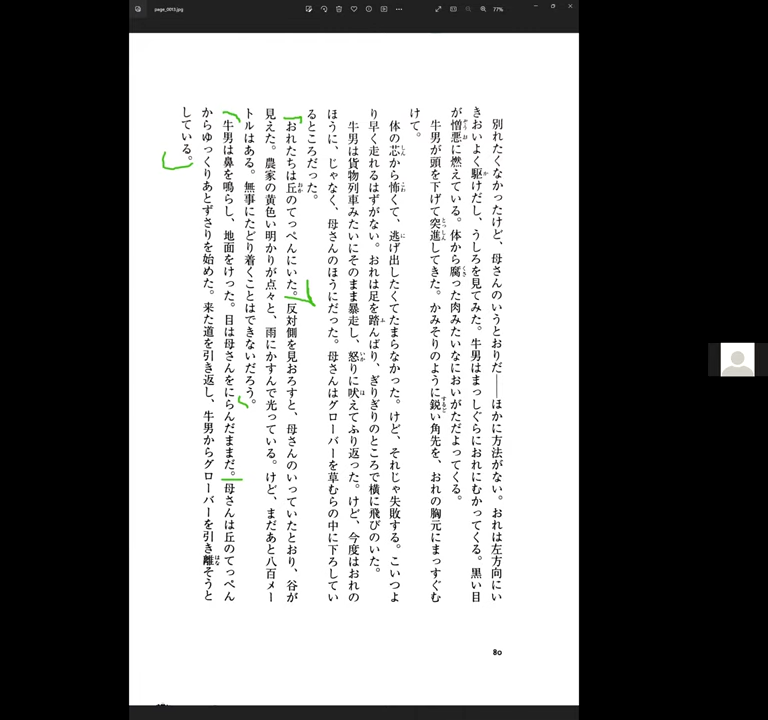 page_0013.jpg
77%
別れたくなかったけど、母さんのいうとおりだ――ほかに方法がない。おれは左方向にい
きおいよく駆けだし、うしろを見てみた。牛男はまっしぐらにおれにむかってくる。黒い目
が憎悪に燃えている。体から腐った肉みたいなにおいがただよってくる。
牛男が頭を下げて突進してきた。かみそりのように鋭い角先を、おれの胸元にまっすぐむ
けて。
体の芯から怖くて、逃げ出したくてたまらなかった。けど、それじゃ失敗する。こいつよ
り早く走れるはずがない。おれは足を踏んばり、ぎりぎりのところで横に飛びのいた。
牛男は貨物列車みたいにそのまま暴走し、怒りに吠えてふり返った。けど、今度はおれの
ほうに、じゃなく、母さんのほうにだった。母さんはグローバーを草むらの中に下ろしてい
るところだった。
おれたちは丘のてっぺんにいた。反対側を見おろすと、母さんのいっていたとおり、谷が
見えた。農家の黄色い明かりが点々と、雨にかすんで光っている。けど、まだあと八百メー
トルはある。無事にたどり着くことはできないだろう。
牛男は鼻を鳴らし、地面をけった。目は母さんをにらんだままだ。母さんは丘のてっぺん
からゆっくりあとずさりを始めた。来た道を引き返し、牛男からグローバーを引き離そうと
している。
80